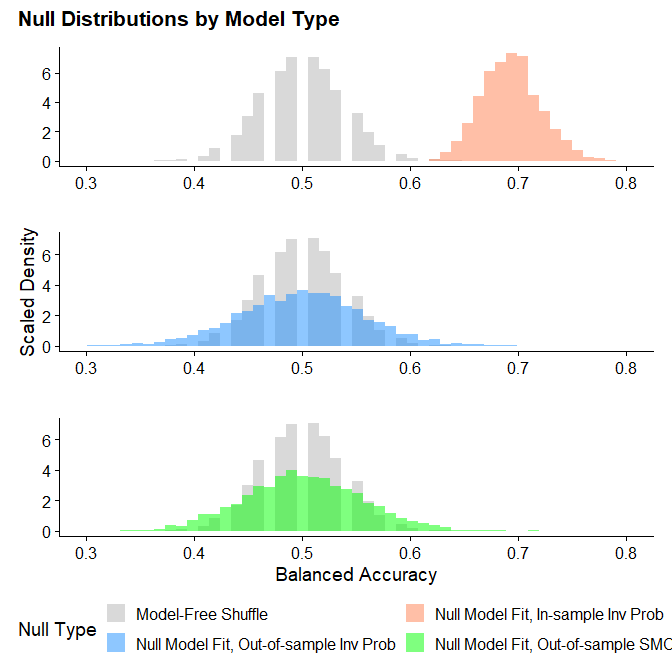 Null Distributions by Model Type
6
4
2
0
0.3 0.4 0.5 0.6 0.7 0.8
Scaled Density
6
4
2
0
0.3 0.4 0.5 0.6 0.7 0.8
6
4
2
0
0.3 0.4 0.5 0.6 0.7 0.8
Balanced Accuracy
Null Type
Model-Free Shuffle
Null Model Fit, In-sample Inv Prob
Null Model Fit, Out-of-sample Inv Prob
Null Model Fit, Out-of-sample SMO